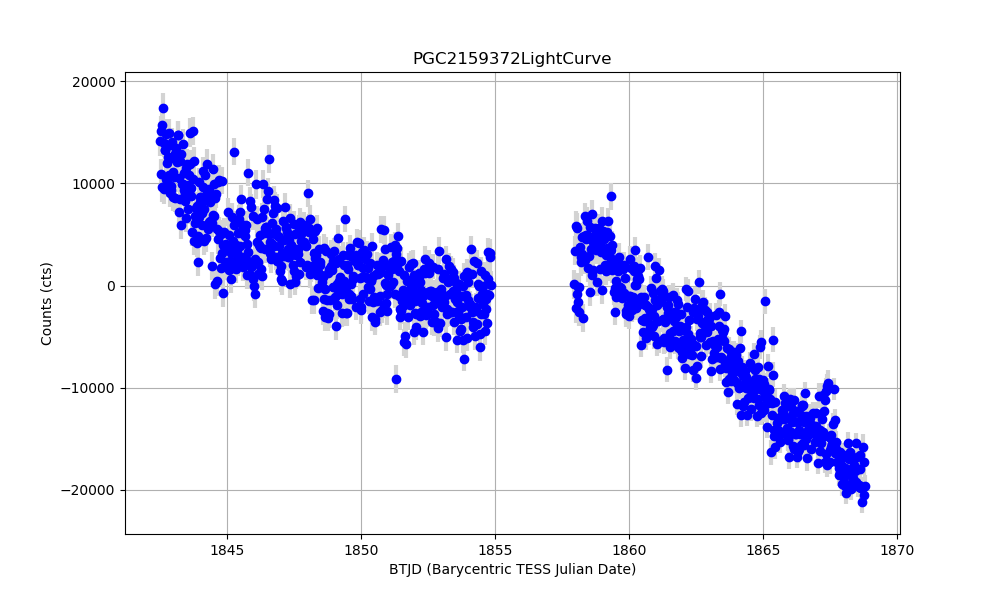 PGC2159372LightCurve
20000
10000
0
−10000
−20000
Counts (cts)
1845 1850 1855 1860 1865 1870
BTJD (Barycentric TESS Julian Date)